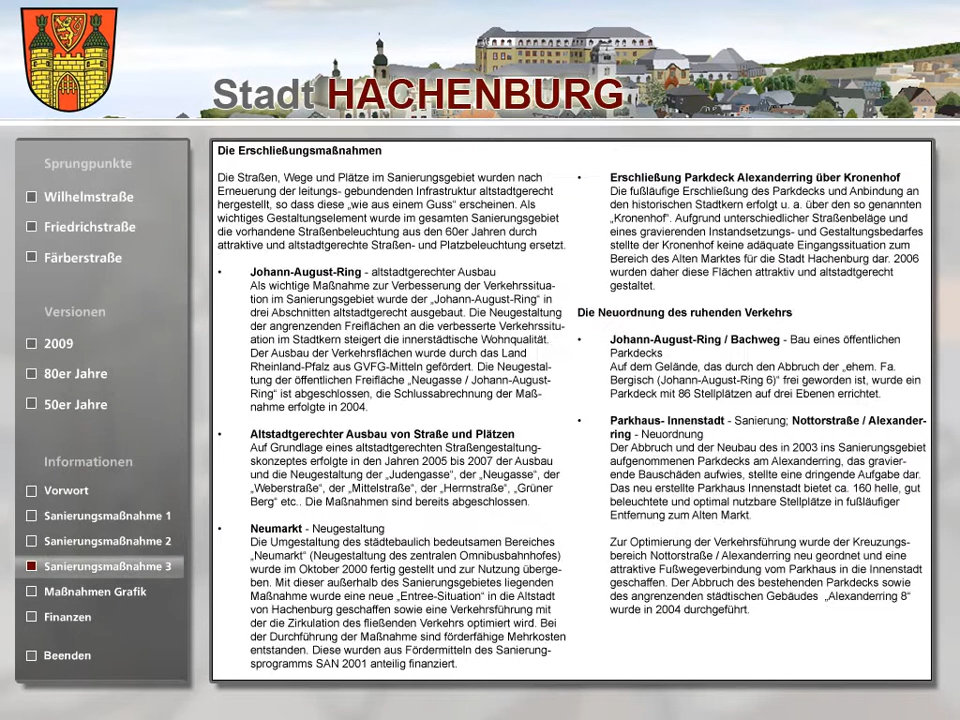 Stadt HACHENBURG
Sprungpunkte
Wilhelmstraße
Friedrichstraße
Färberstraße
Versionen
2009
80er Jahre
50er Jahre
Informationen
Vorwort
Sanierungsmaßnahme 1
Sanierungsmaßnahme 2
Sanierungsmaßnahme 3
Maßnahmen Grafik
Finanzen
Beenden
Die Erschließungsmaßnahmen
Die Straßen, Wege und Plätze im Sanierungsgebiet wurden nach
Erneuerung der leitungs- gebundenden Infrastruktur altstadtgerecht
hergestellt, so dass diese „wie aus einem Guss“ erscheinen. Als
wichtiges Gestaltungselement wurde im gesamten Sanierungsgebiet
die vorhandene Straßenbeleuchtung aus den 60er Jahren durch
attraktive und altstadtgerechte Straßen- und Platzbeleuchtung ersetzt.
• Johann-August-Ring - altstadtgerechter Ausbau
Als wichtige Maßnahme zur Verbesserung der Verkehrssitua-
tion im Sanierungsgebiet wurde der „Johann-August-Ring“ in
drei Abschnitten altstadtgerecht ausgebaut. Die Neugestaltung
der angrenzenden Freiflächen an die verbesserte Verkehrssitu-
ation im Stadtkern steigert die innerstädtische Wohnqualität.
Der Ausbau der Verkehrsflächen wurde durch das Land
Rheinland-Pfalz aus GVFG-Mitteln gefördert. Die Neugestal-
tung der öffentlichen Freifläche „Neugasse / Johann-August-
Ring“ ist abgeschlossen, die Schlussabrechnung der Maß-
nahme erfolgte in 2004.
• Altstadtgerechter Ausbau von Straße und Plätzen
Auf Grundlage eines altstadtgerechten Straßengestaltung-
skonzeptes erfolgte in den Jahren 2005 bis 2007 der Ausbau
und die Neugestaltung der „Judengasse“, der „Neugasse“, der
„Weberstraße“, der „Mittelstraße“, der „Herrnstraße“, „Grüner
Berg“ etc.. Die Maßnahmen sind bereits abgeschlossen.
• Neumarkt - Neugestaltung
Die Umgestaltung des städtebaulich bedeutsamen Bereiches
„Neumarkt“ (Neugestaltung des zentralen Omnibusbahnhofes)
wurde im Oktober 2000 fertig gestellt und zur Nutzung überge-
ben. Mit dieser außerhalb des Sanierungsgebietes liegenden
Maßnahme wurde eine neue „Entree-Situation“ in die Altstadt
von Hachenburg geschaffen sowie eine Verkehrsführung mit
der die Zirkulation des fließenden Verkehrs optimiert wird. Bei
der Durchführung der Maßnahme sind förderfähige Mehrkosten
entstanden. Diese wurden aus Fördermitteln des Sanierung-
sprogramms SAN 2001 anteilig finanziert.
• Erschließung Parkdeck Alexanderring über Kronenhof
Die fußläufige Erschließung des Parkdecks und Anbindung an
den historischen Stadtkern erfolgt u. a. über den so genannten
„Kronenhof“. Aufgrund unterschiedlicher Straßenbeläge und
eines gravierenden Instandsetzungs- und Gestaltungsbedarfes
stellte der Kronenhof keine adäquate Eingangssituation zum
Bereich des Alten Marktes für die Stadt Hachenburg dar. 2006
wurden daher diese Flächen attraktiv und altstadtgerecht
gestaltet.
Die Neuordnung des ruhenden Verkehrs
• Johann-August-Ring / Bachweg - Bau eines öffentlichen
Parkdecks
Auf dem Gelände, das durch den Abbruch der „ehem. Fa.
Bergisch (Johann-August-Ring 6)“ frei geworden ist, wurde ein
Parkdeck mit 86 Stellplätzen auf drei Ebenen errichtet.
• Parkhaus- Innenstadt - Sanierung; Nottorstraße / Alexander-
ring - Neuordnung
Der Abbruch und der Neubau des in 2003 ins Sanierungsgebiet
aufgenommenen Parkdecks am Alexanderring, das gravier-
ende Bauschäden aufwies, stellte eine dringende Aufgabe dar.
Das neu erstellte Parkhaus Innenstadt bietet ca. 160 helle, gut
beleuchtete und optimal nutzbare Stellplätze in fußläufiger
Entfernung zum Alten Markt.
Zur Optimierung der Verkehrsführung wurde der Kreuzungs-
bereich Nottorstraße / Alexanderring neu geordnet und eine
attraktive Fußwegeverbindung vom Parkhaus in die Innenstadt
geschaffen. Der Abbruch des bestehenden Parkdecks sowie
des angrenzenden städtischen Gebäudes „Alexanderring 8“
wurde in 2004 durchgeführt.